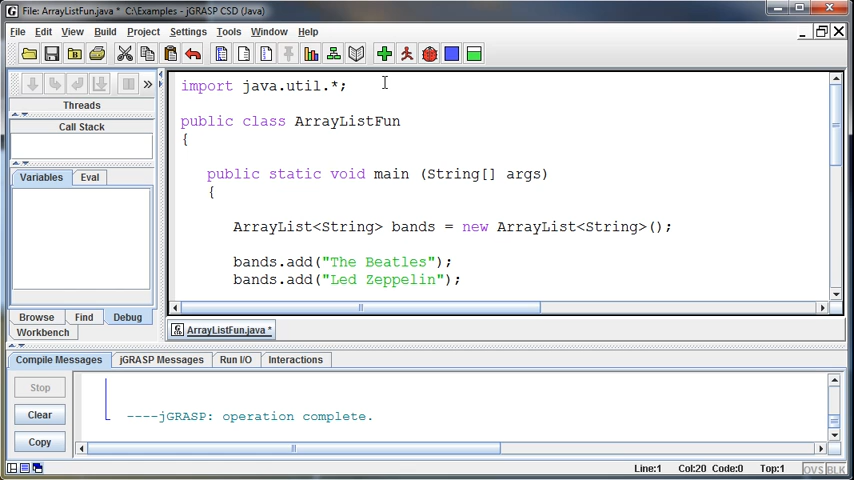 File: ArrayListFun.java *  C:\Examples - jGRASP CSD (Java)
File Edit View Build Project Settings Tools Window Help
Threads
Call Stack
Variables Eval
Browse Find Debug
Workbench
import java.util.*;
public class ArrayListFun
{
public static void main (String[] args)
{
ArrayList<String> bands = new ArrayList<String>();
bands.add("The Beatles");
bands.add("Led Zeppelin");
ArrayListFun.java *
Compile Messages jGRASP Messages Run I/O Interactions
Stop
Clear
Copy
----jGRASP: operation complete.
Line:1 Col:20 Code:0 Top:1 OVS BLK